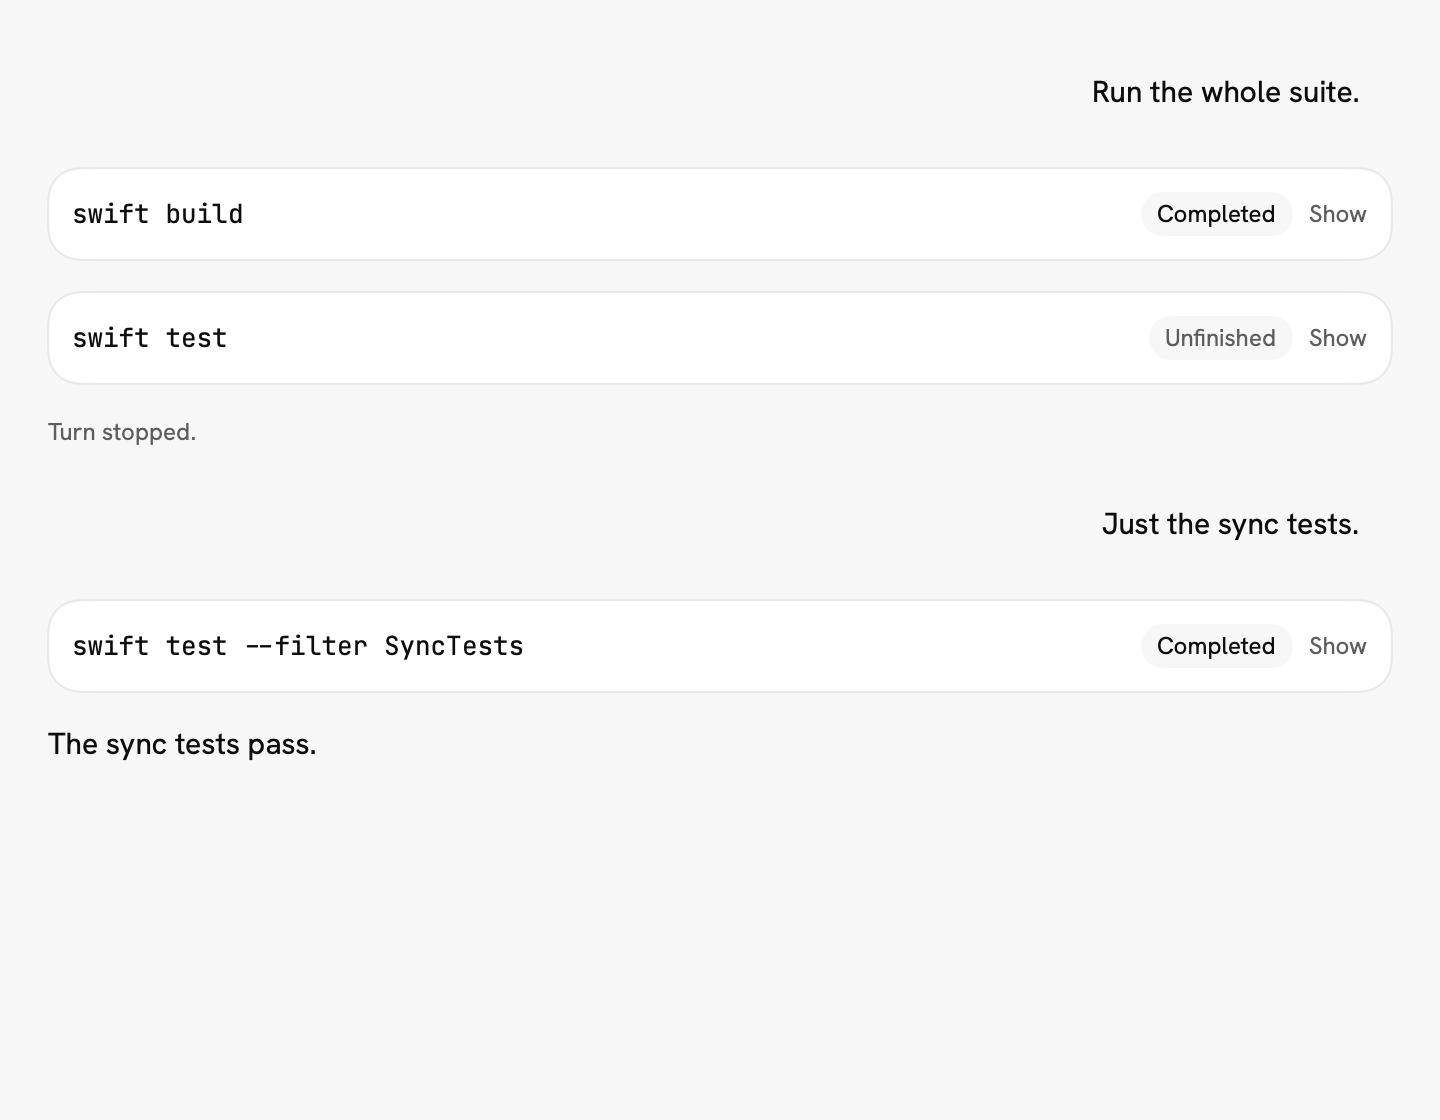 Run the whole suite.
swift build Completed Show
swift test Unfinished Show
Turn stopped.
Just the sync tests.
swift test --filter SyncTests Completed Show
The sync tests pass.